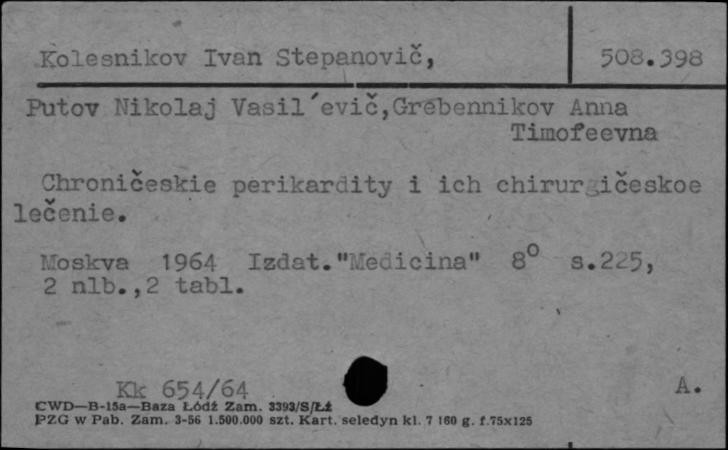 Kolesnikov Ivan Stepanovič,
508.398
Putov Nikolaj Vasil´evič,Grebennikov Anna
Timofeevna
Chroničeskie perikardity i ich chirurgičeskoe
lečenie.
Moskva 1964 Izdat."Medicina" 8° s.225,
2 nlb.,2 tabl.
Kk 654/64
A.
CWD—B-15a—Baza Łódź Zam. 3393/S/Łź
PZG w Pab. Zam. 3-56 1.500.000 szt. Kart. seledyn kl. 7 160 g. f.75x125